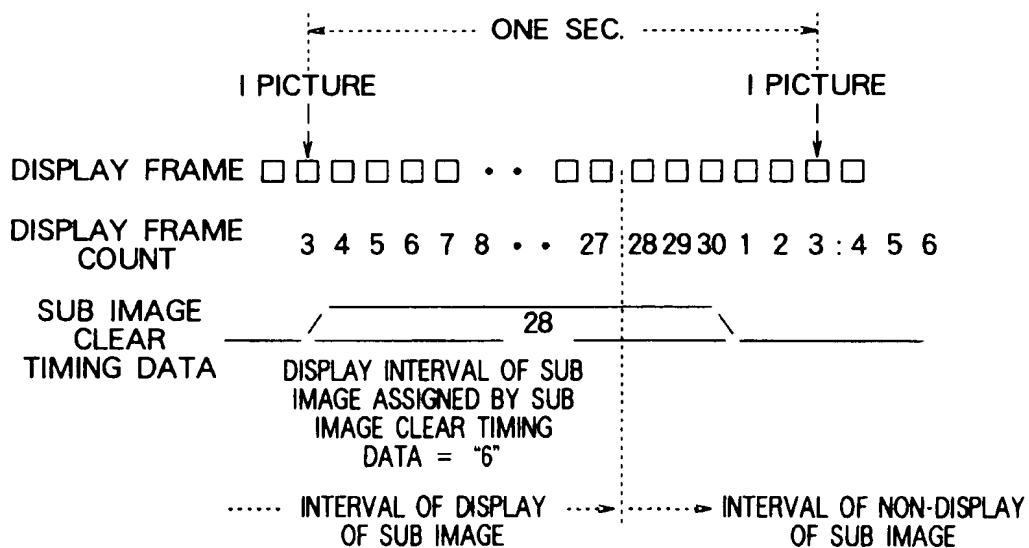 ONE SEC.
I PICTURE I PICTURE
DISPLAY FRAME
DISPLAY FRAME
COUNT
3 4 5 6 7 8 • • 27 28 29 30 1 2 3 : 4 5 6
SUB IMAGE
CLEAR
TIMING DATA
28
DISPLAY INTERVAL OF SUB
IMAGE ASSIGNED BY SUB
IMAGE CLEAR TIMING
DATA = “6”
INTERVAL OF DISPLAY
OF SUB IMAGE
INTERVAL OF NON-DISPLAY
OF SUB IMAGE